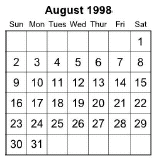 August 1998
Sun Mon Tues Wed Thur Fri Sat
1
2 3 4 5 6 7 8
9 10 11 12 13 14 15
16 17 18 19 20 21 22
23 24 25 26 27 28 29
30 31